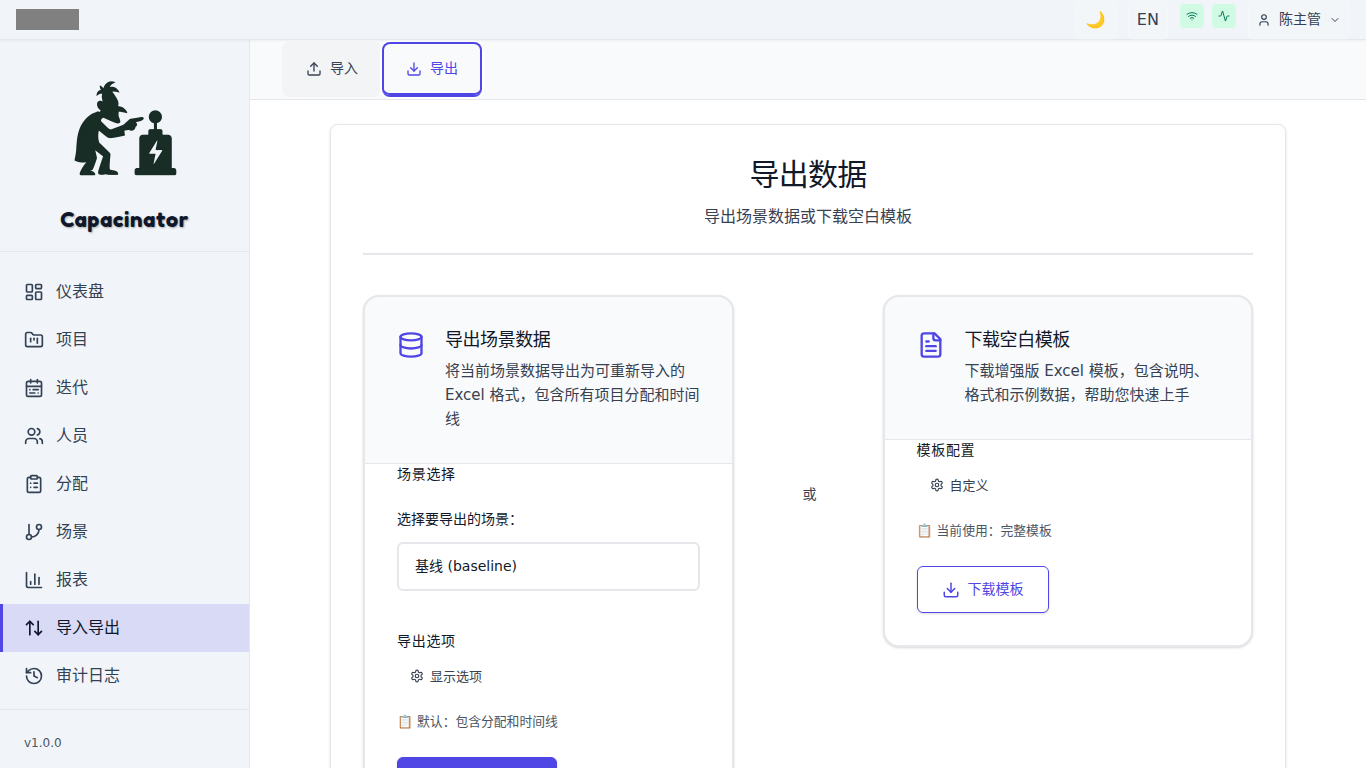 EN
陈主管
导入
导出
Capacinator
仪表盘
项目
迭代
人员
分配
场景
报表
导入导出
审计日志
v1.0.0
导出数据
导出场景数据或下载空白模板
导出场景数据
将当前场景数据导出为可重新导入的
Excel 格式，包含所有项目分配和时间
线
场景选择
选择要导出的场景：
基线 (baseline)
导出选项
显示选项
默认：包含分配和时间线
或
下载空白模板
下载增强版 Excel 模板，包含说明、
格式和示例数据，帮助您快速上手
模板配置
自定义
当前使用：完整模板
下载模板